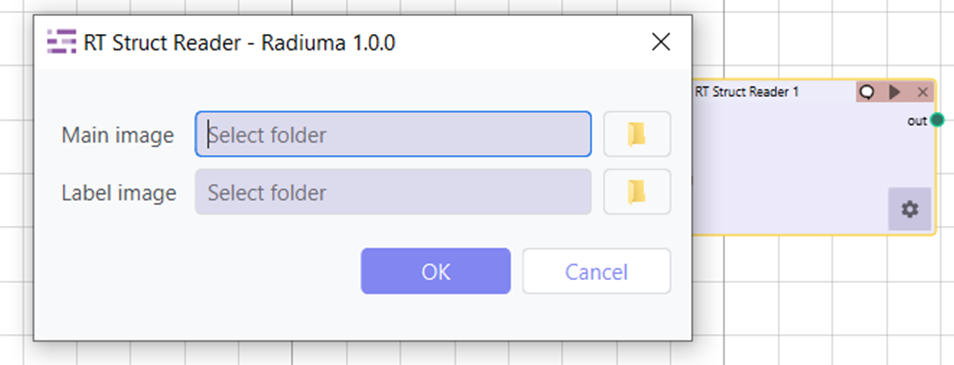 RT Struct Reader - Radiuma 1.0.0
RT Struct Reader 1
out
Main image Select folder
Label image Select folder
OK Cancel